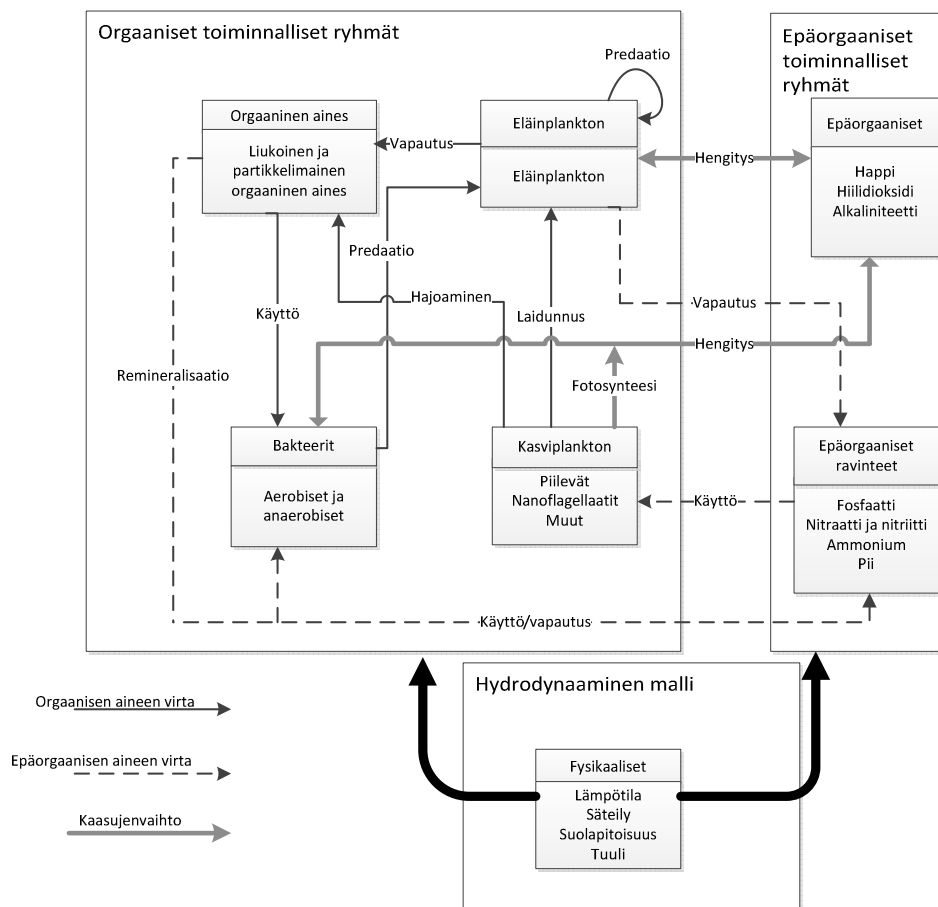 Orgaaniset toiminnalliset ryhmät
Epäorgaaniset
toiminnalliset
ryhmät
Predaatio
Orgaaninen aines
Liukoinen ja
partikkelimainen
orgaaninen aines
Vapautus
Eläinplankton
Eläinplankton
Hengitys
Epäorgaaniset
Happi
Hiilidioksidi
Alkaliniteetti
Predaatio
Hajoaminen
Käyttö
Laidunnus
Vapautus
Hengitys
Remineralisaatio
Fotosynteesi
Bakteerit
Aerobiset ja
anaerobiset
Kasviplankton
Piilevät
Nanoflagellaatit
Muut
Käyttö
Epäorgaaniset
ravinteet
Fosfaatti
Nitraatti ja nitriitti
Ammonium
Pii
Käyttö/vapautus
Hydrodynaaminen malli
Fysikaaliset
Lämpötila
Säteily
Suolapitoisuus
Tuuli
Orgaanisen aineen virta
Epäorgaanisen aineen virta
Kaasujenvaihto